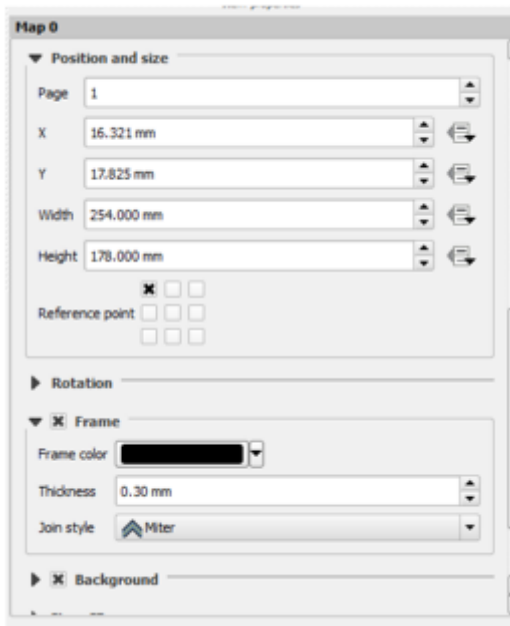 Map 0
Position and size
Page 1
X 16.321 mm
Y 17.825 mm
Width 254.000 mm
Height 178.000 mm
Reference point
Rotation
Frame
Frame color
Thickness 0.30 mm
Join style Miter
Background